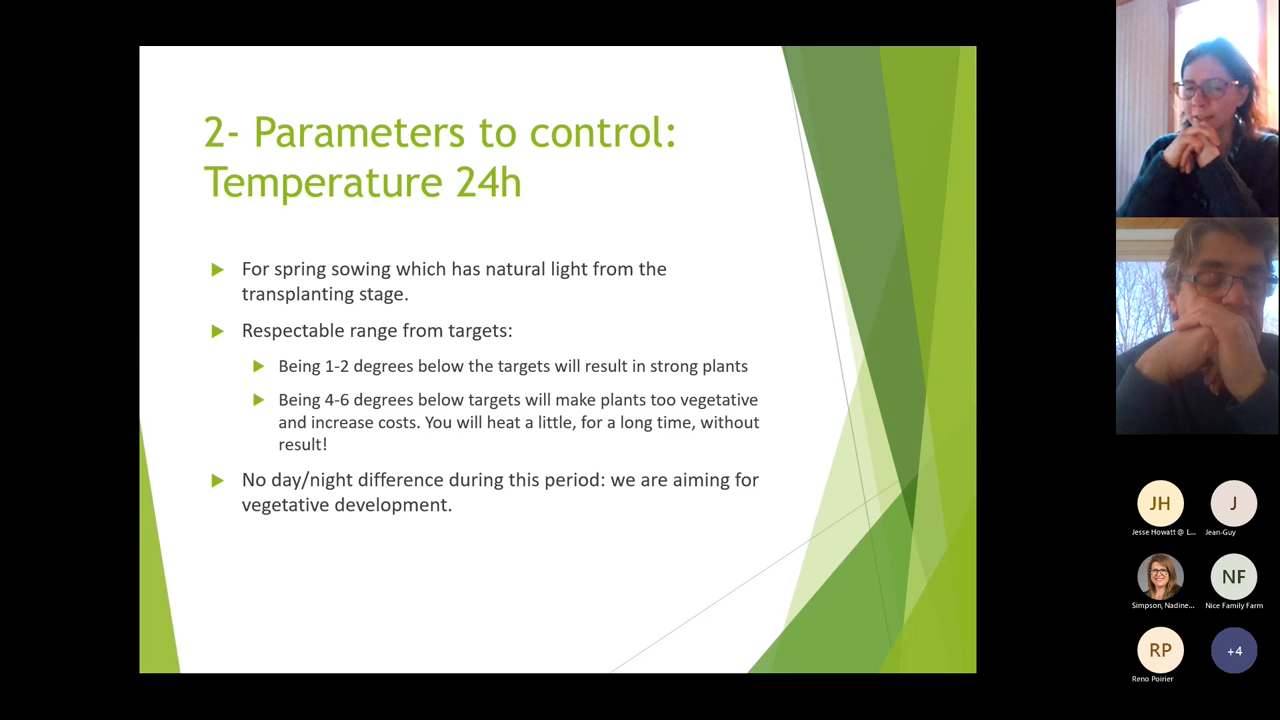 2- Parameters to control:
Temperature 24h
For spring sowing which has natural light from the
transplanting stage.
Respectable range from targets:
Being 1-2 degrees below the targets will result in strong plants
Being 4-6 degrees below targets will make plants too vegetative
and increase costs. You will heat a little, for a long time, without
result!
No day/night difference during this period: we are aiming for
vegetative development.
JH
J
Jesse Howatt @ L...
Jean-Guy
NF
Simpson, Nadine...
Nice Family Farm
RP
+4
Reno Poirier